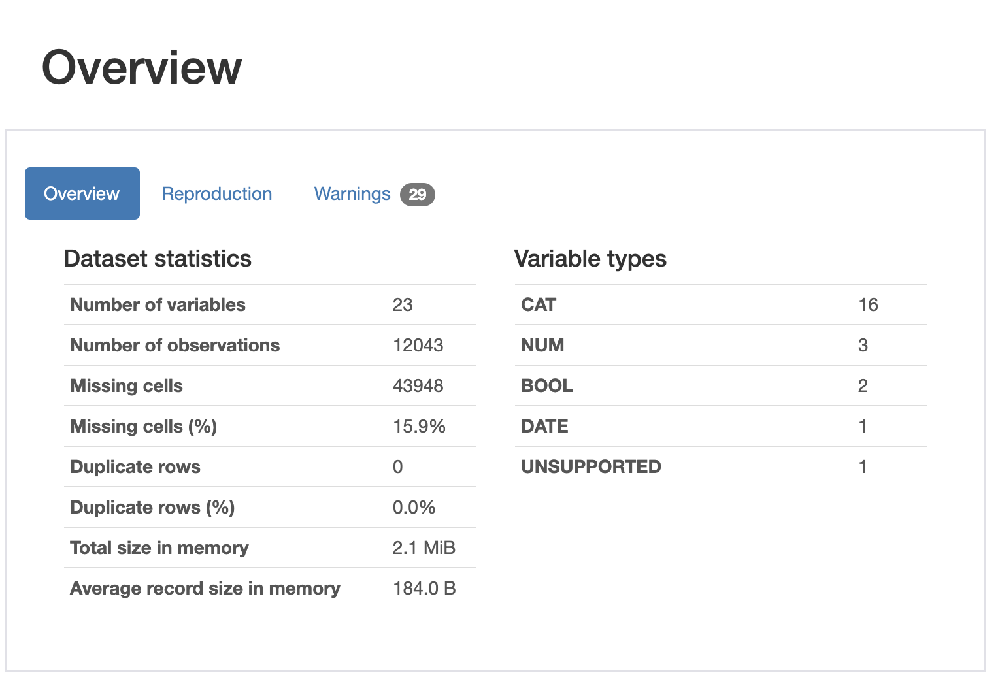 Overview
Overview Reproduction Warnings 29
Dataset statistics
Number of variables 23
Number of observations 12043
Missing cells 43948
Missing cells (%) 15.9%
Duplicate rows 0
Duplicate rows (%) 0.0%
Total size in memory 2.1 MiB
Average record size in memory 184.0 B
Variable types
CAT 16
NUM 3
BOOL 2
DATE 1
UNSUPPORTED 1